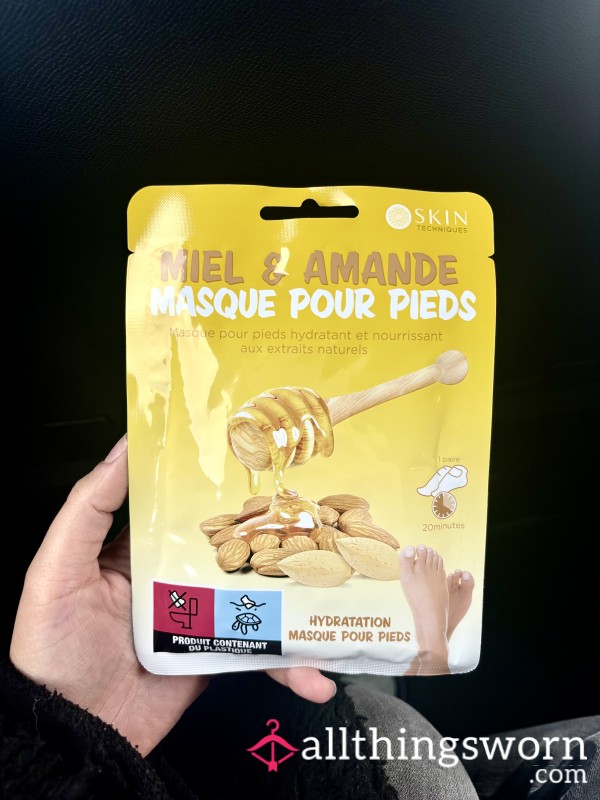 SKIN
TECHNIQUES
MIEL & AMANDE
MASQUE POUR PIEDS
Masque pour pieds hydratant et nourrissant
aux extraits naturels
1 paire
20minutes
HYDRATATION
MASQUE POUR PIEDS
PRODUIT CONTENANT
DU PLASTIQUE
allthingsworn
.com